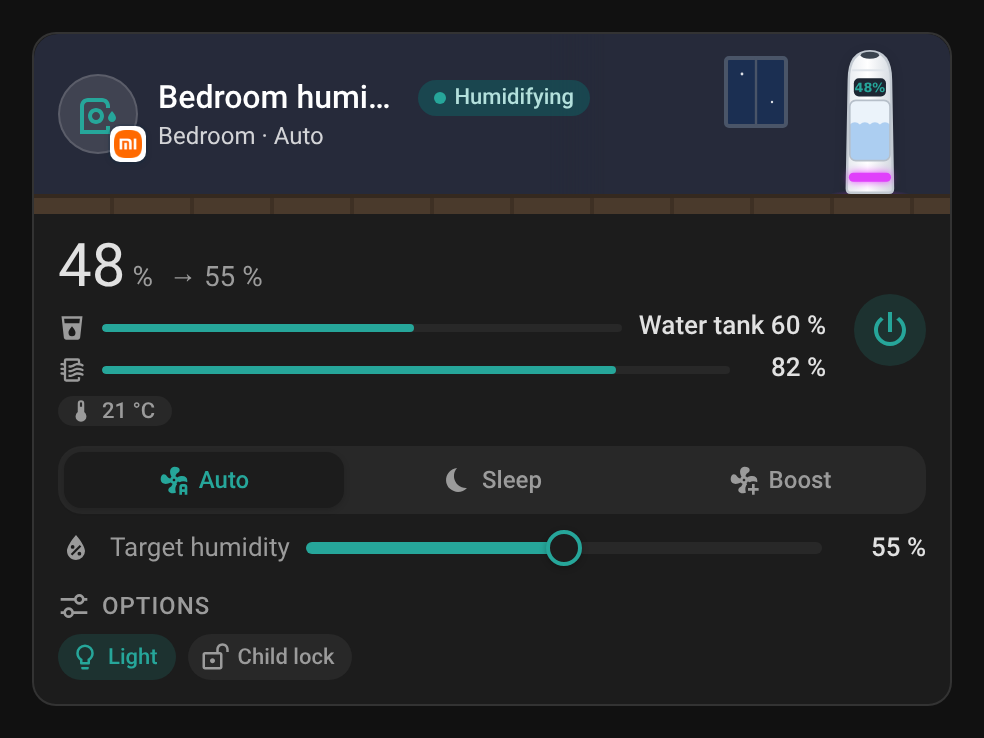 Bedroom humi...
Humidifying
Bedroom · Auto
mi
48%
48 % → 55 %
Water tank 60 %
82 %
21 °C
Auto
Sleep
Boost
Target humidity
55 %
OPTIONS
Light
Child lock